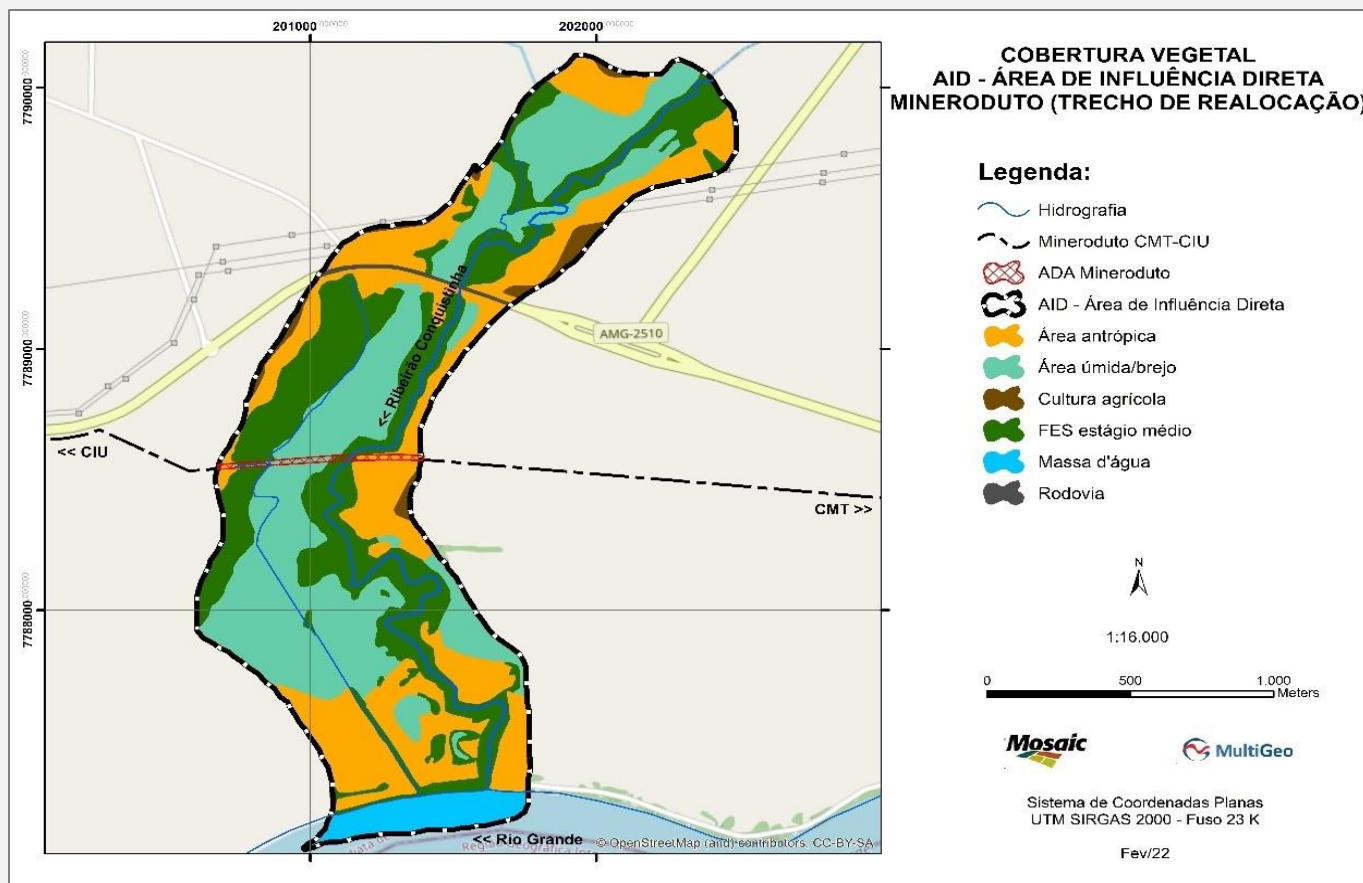 201000
202000
7790000
7789000
7788000
<< Ribeirão Conquistinha
AMG-2510
<< CIU
CMT >>
<< Rio Grande
© OpenStreetMap (and) contributors, CC-BY-SA
COBERTURA VEGETAL
AID - ÁREA DE INFLUÊNCIA DIRETA
MINERODUTO (TRECHO DE REALOCAÇÃO)
Legenda:
Hidrografia
Mineroduto CMT-CIU
ADA Mineroduto
AID - Área de Influência Direta
Área antrópica
Área úmida/brejo
Cultura agrícola
FES estágio médio
Massa d'água
Rodovia
N
1:16.000
0 500 1.000
Meters
Mosaic
MultiGeo
Sistema de Coordenadas Planas
UTM SIRGAS 2000 - Fuso 23 K
Fev/22